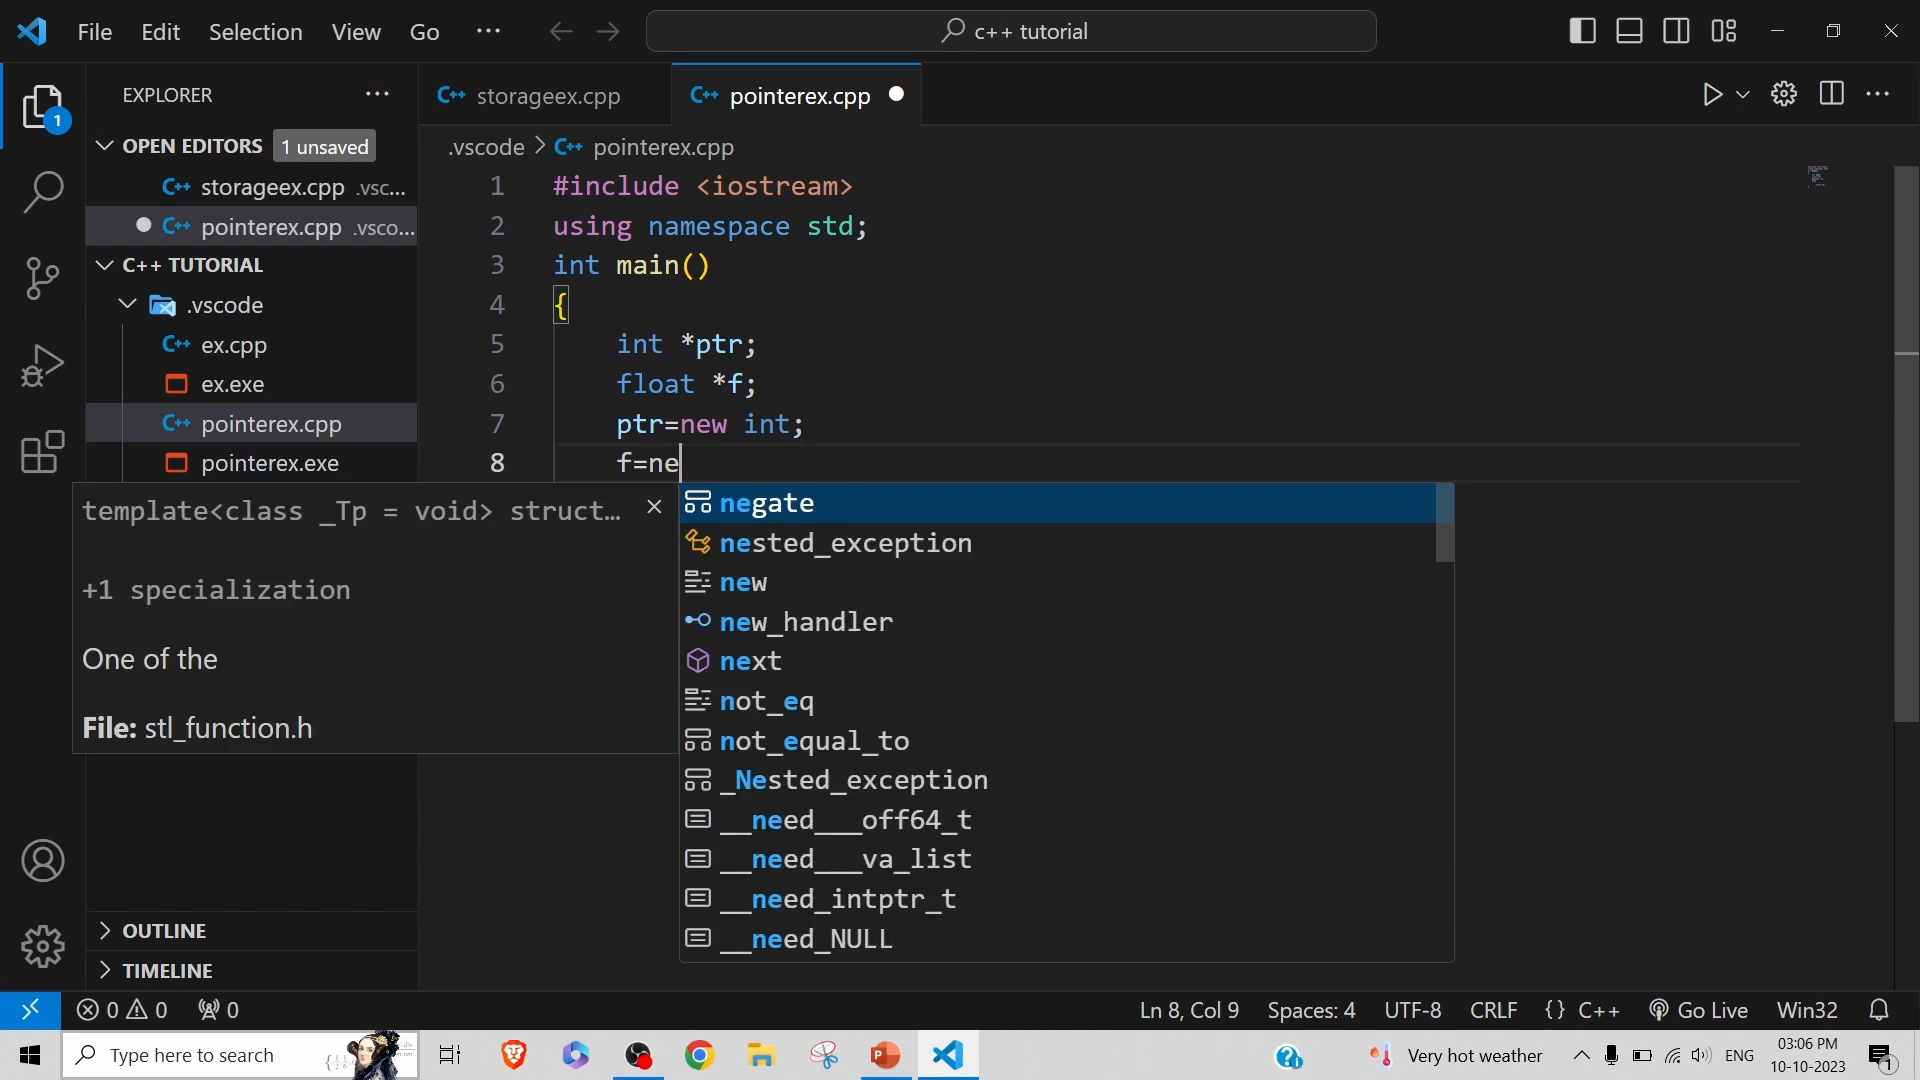 File Edit Selection View Go ... c++ tutorial
EXPLORER ...
OPEN EDITORS 1 unsaved
storageex.cpp .vsc...
pointerex.cpp .vsco...
C++ TUTORIAL
.vscode
ex.cpp
ex.exe
pointerex.cpp
pointerex.exe
OUTLINE
TIMELINE
1
storageex.cpp pointerex.cpp
.vscode > pointerex.cpp
1 #include <iostream>
2 using namespace std;
3 int main()
4 {
5 int *ptr;
6 float *f;
7 ptr=new int;
8 f=ne
template<class _Tp = void> struct…
+1 specialization
One of the
File: stl_function.h
negate
nested_exception
new
new_handler
next
not_eq
not_equal_to
_Nested_exception
__need___off64_t
__need___va_list
__need_intptr_t
__need_NULL
0 0 0 Ln 8, Col 9 Spaces: 4 UTF-8 CRLF {} C++ Go Live Win32
Type here to search Very hot weather ENG 03:06 PM
10-10-2023 1